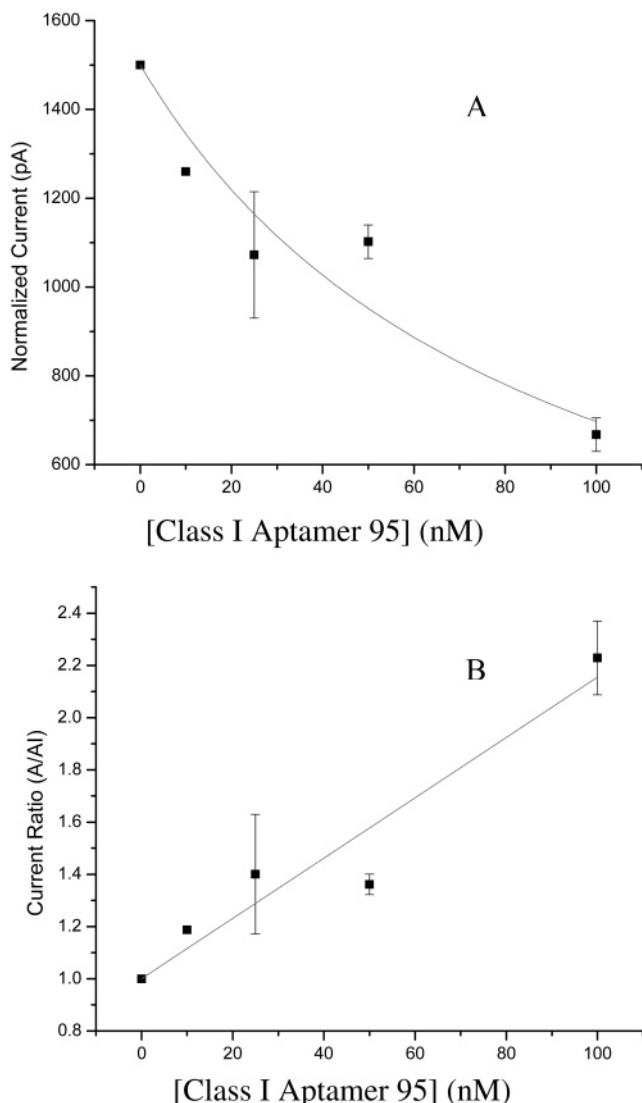 A
Normalized Current (pA)
1600
1400
1200
1000
800
600
0 20 40 60 80 100
[Class I Aptamer 95] (nM)
B
Current Ratio (A/AI)
2.4
2.2
2.0
1.8
1.6
1.4
1.2
1.0
0.8
0 20 40 60 80 100
[Class I Aptamer 95] (nM)